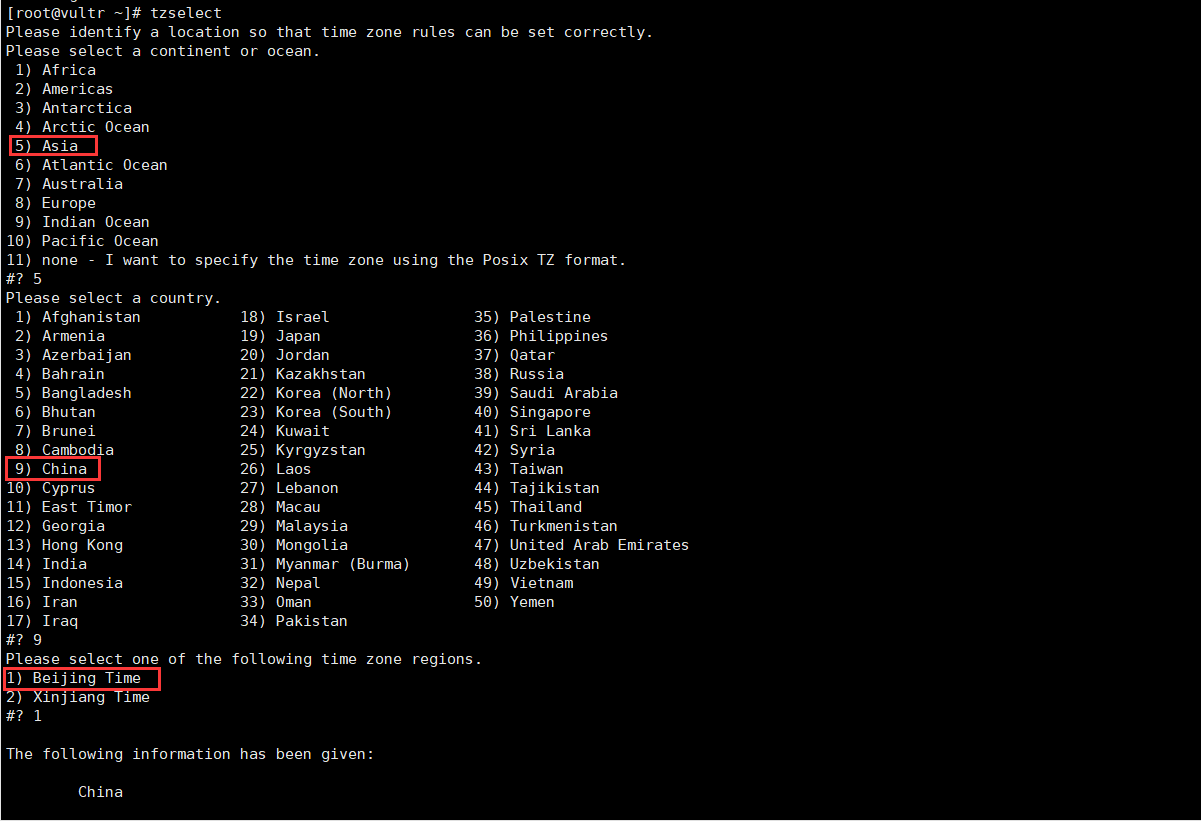 [root@vultr ~]# tzselect
Please identify a location so that time zone rules can be set correctly.
Please select a continent or ocean.
 1) Africa
 2) Americas
 3) Antarctica
 4) Arctic Ocean
 5) Asia
 6) Atlantic Ocean
 7) Australia
 8) Europe
 9) Indian Ocean
10) Pacific Ocean
11) none - I want to specify the time zone using the Posix TZ format.
#? 5
Please select a country.
 1) Afghanistan           18) Israel                35) Palestine
 2) Armenia               19) Japan                 36) Philippines
 3) Azerbaijan            20) Jordan                37) Qatar
 4) Bahrain               21) Kazakhstan            38) Russia
 5) Bangladesh            22) Korea (North)         39) Saudi Arabia
 6) Bhutan                23) Korea (South)         40) Singapore
 7) Brunei                24) Kuwait                41) Sri Lanka
 8) Cambodia              25) Kyrgyzstan            42) Syria
 9) China                 26) Laos                  43) Taiwan
10) Cyprus                27) Lebanon               44) Tajikistan
11) East Timor            28) Macau                 45) Thailand
12) Georgia               29) Malaysia              46) Turkmenistan
13) Hong Kong             30) Mongolia              47) United Arab Emirates
14) India                 31) Myanmar (Burma)       48) Uzbekistan
15) Indonesia             32) Nepal                 49) Vietnam
16) Iran                  33) Oman                  50) Yemen
17) Iraq                  34) Pakistan
#? 9
Please select one of the following time zone regions.
1) Beijing Time
2) Xinjiang Time
#? 1
The following information has been given:
China